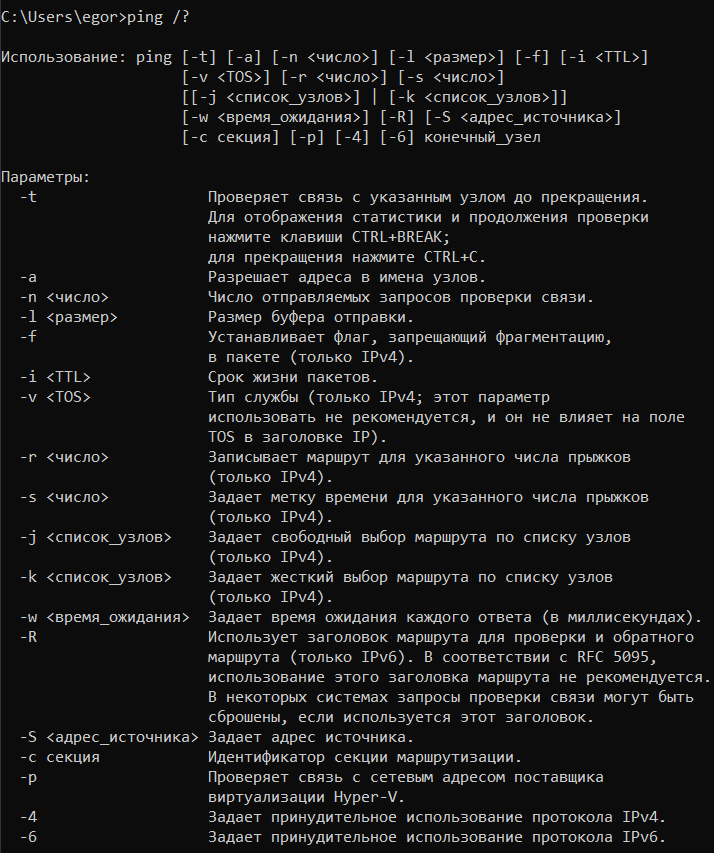 C:\Users\egor>ping /?
Использование: ping [-t] [-a] [-n <число>] [-l <размер>] [-f] [-i <TTL>]
[-v <TOS>] [-r <число>] [-s <число>]
[[-j <список_узлов>] | [-k <список_узлов>]]
[-w <время_ожидания>] [-R] [-S <адрес_источника>]
[-c секция] [-p] [-4] [-6] конечный_узел
Параметры:
-t Проверяет связь с указанным узлом до прекращения.
Для отображения статистики и продолжения проверки
нажмите клавиши CTRL+BREAK;
для прекращения нажмите CTRL+C.
-a Разрешает адреса в имена узлов.
-n <число> Число отправляемых запросов проверки связи.
-l <размер> Размер буфера отправки.
-f Устанавливает флаг, запрещающий фрагментацию,
в пакете (только IPv4).
-i <TTL> Срок жизни пакетов.
-v <TOS> Тип службы (только IPv4; этот параметр
использовать не рекомендуется, и он не влияет на поле
TOS в заголовке IP).
-r <число> Записывает маршрут для указанного числа прыжков
(только IPv4).
-s <число> Задает метку времени для указанного числа прыжков
(только IPv4).
-j <список_узлов> Задает свободный выбор маршрута по списку узлов
(только IPv4).
-k <список_узлов> Задает жесткий выбор маршрута по списку узлов
(только IPv4).
-w <время_ожидания> Задает время ожидания каждого ответа (в миллисекундах).
-R Использует заголовок маршрута для проверки и обратного
маршрута (только IPv6). В соответствии с RFC 5095,
использование этого заголовка маршрута не рекомендуется.
В некоторых системах запросы проверки связи могут быть
сброшены, если используется этот заголовок.
-S <адрес_источника> Задает адрес источника.
-c секция Идентификатор секции маршрутизации.
-p Проверяет связь с сетевым адресом поставщика
виртуализации Hyper-V.
-4 Задает принудительное использование протокола IPv4.
-6 Задает принудительное использование протокола IPv6.